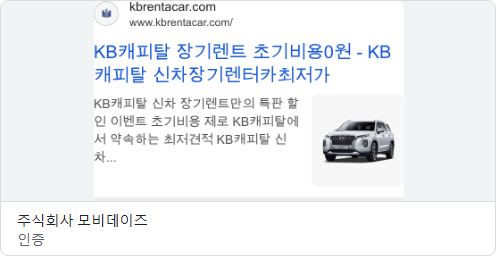 kbrentacar.com
www.kbrentacar.com/
KB캐피탈 장기렌트 초기비용0원 - KB
캐피탈 신차장기렌터카최저가
KB캐피탈 신차 장기렌트만의 특판 할
인 이벤트 초기비용 제로 KB캐피탈에
서 약속하는 최저견적 KB캐피탈 신
차...
주식회사 모비데이즈
인증